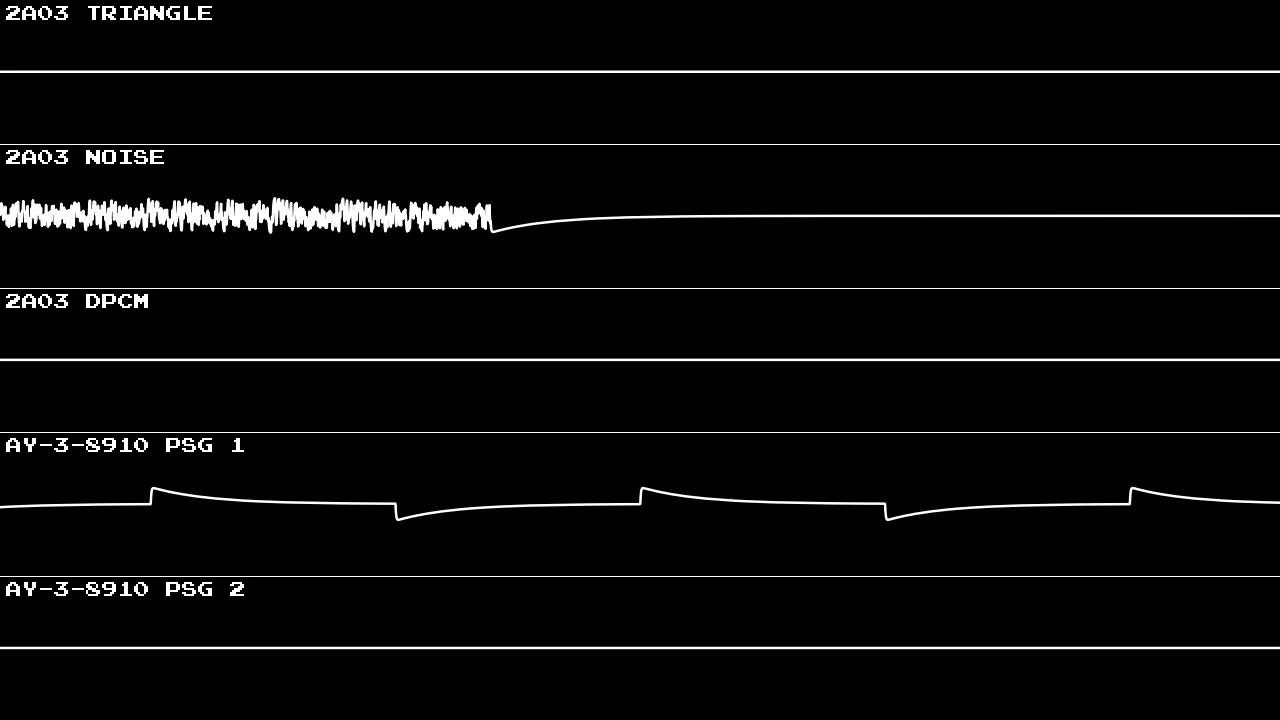 2A03 TRIANGLE
2A03 NOISE
2A03 DPCM
AY-3-8910 PSG 1
AY-3-8910 PSG 2